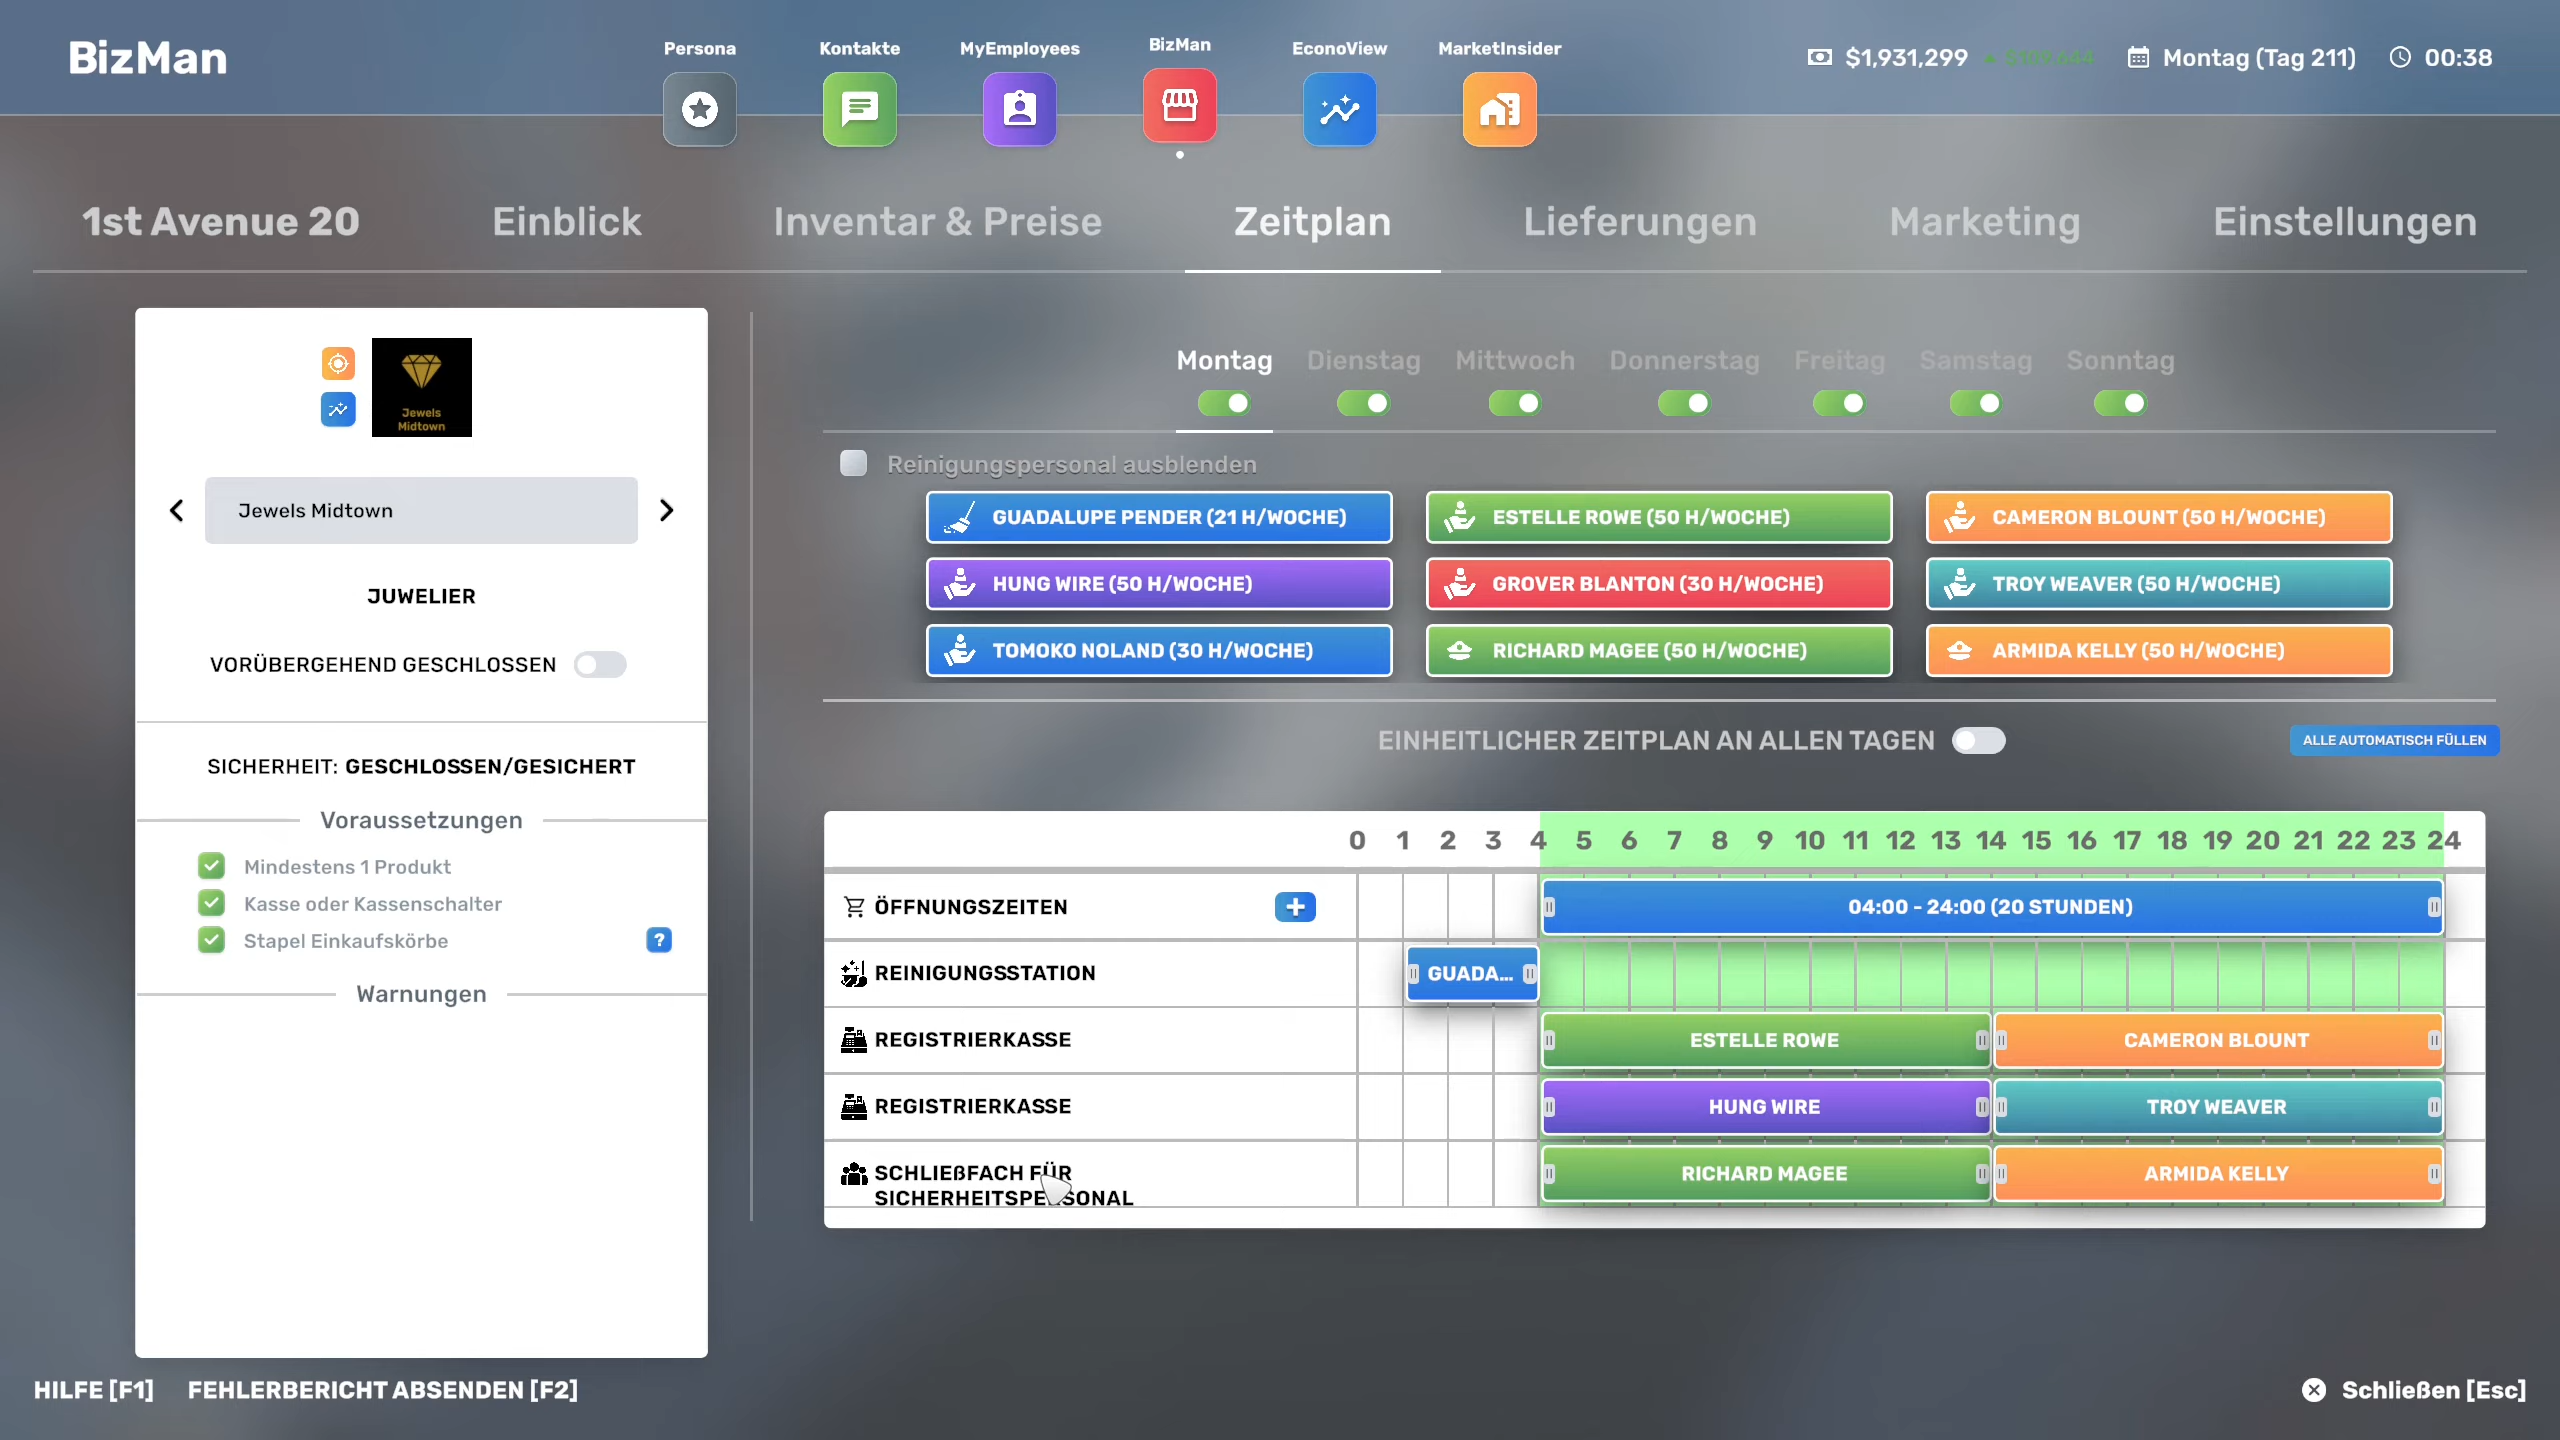 BizMan
Persona
Kontakte
MyEmployees
BizMan
EconoView
MarketInsider
$1,931,299
$109,644
Montag (Tag 211)
00:38
1st Avenue 20
Einblick
Inventar & Preise
Zeitplan
Lieferungen
Marketing
Einstellungen
Jewels
Midtown
Jewels Midtown
JUWELIER
VORÜBERGEHEND GESCHLOSSEN
SICHERHEIT: GESCHLOSSEN/GESICHERT
Voraussetzungen
Mindestens 1 Produkt
Kasse oder Kassenschalter
Stapel Einkaufskörbe
?
Warnungen
Montag Dienstag Mittwoch Donnerstag Freitag Samstag Sonntag
Reinigungspersonal ausblenden
GUADALUPE PENDER (21 H/WOCHE)
ESTELLE ROWE (50 H/WOCHE)
CAMERON BLOUNT (50 H/WOCHE)
HUNG WIRE (50 H/WOCHE)
GROVER BLANTON (30 H/WOCHE)
TROY WEAVER (50 H/WOCHE)
TOMOKO NOLAND (30 H/WOCHE)
RICHARD MAGEE (50 H/WOCHE)
ARMIDA KELLY (50 H/WOCHE)
EINHEITLICHER ZEITPLAN AN ALLEN TAGEN
ALLE AUTOMATISCH FÜLLEN
0 1 2 3 4 5 6 7 8 9 10 11 12 13 14 15 16 17 18 19 20 21 22 23 24
ÖFFNUNGSZEITEN
04:00 - 24:00 (20 STUNDEN)
REINIGUNGSSTATION
GUADA...
REGISTRIERKASSE
ESTELLE ROWE
CAMERON BLOUNT
REGISTRIERKASSE
HUNG WIRE
TROY WEAVER
SCHLIEßFACH FÜR
SICHERHEITSPERSONAL
RICHARD MAGEE
ARMIDA KELLY
HILFE [F1]
FEHLERBERICHT ABSENDEN [F2]
Schließen [Esc]